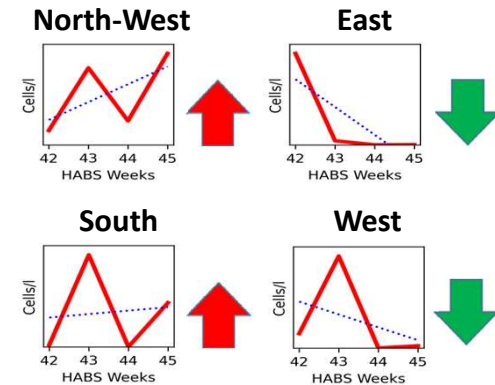 North-West
Cells/l
42 43 44 45
HABS Weeks
East
Cells/l
42 43 44 45
HABS Weeks
South
Cells/l
42 43 44 45
HABS Weeks
West
Cells/l
42 43 44 45
HABS Weeks